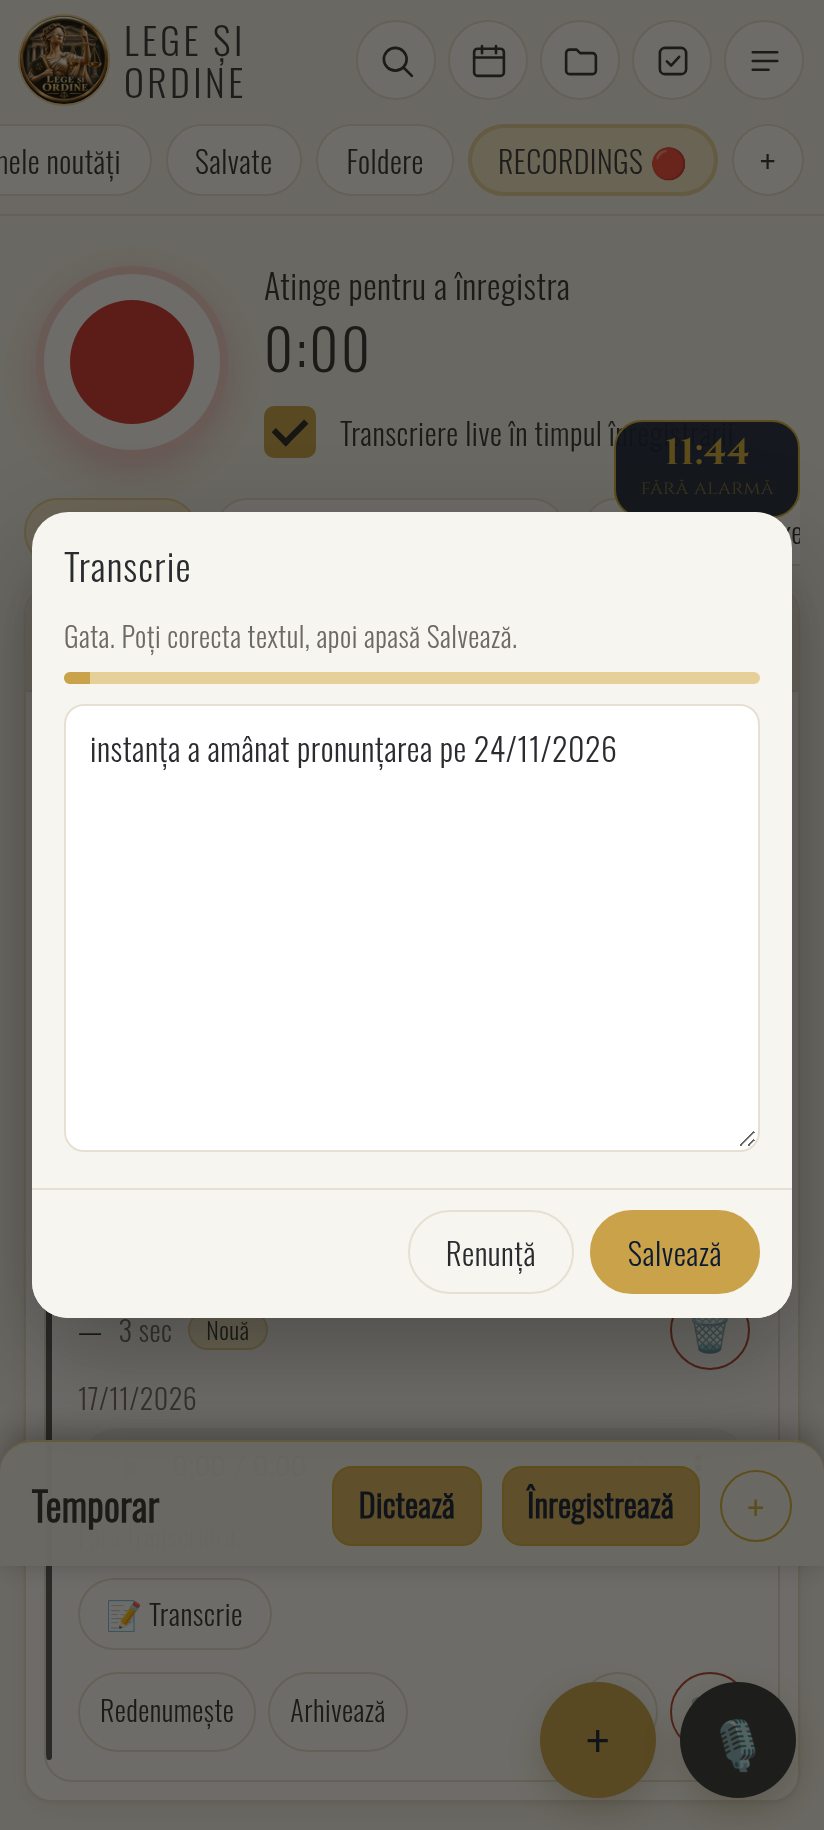 LEGE ȘI
ORDINE
nele noutăți
Salvate
Foldere
RECORDINGS
+
Atinge pentru a înregistra
0:00
Transcriere live în timpul înregistrării
11:44
FĂRĂ ALARMĂ
Transcrie
Gata. Poți corecta textul, apoi apasă Salvează.
instanța a amânat pronunțarea pe 24/11/2026
Renunță
Salvează
— 3 sec
Nouă
17/11/2026
Temporar
Dictează
Înregistrează
+
Transcrie
Redenumește
Arhivează
+